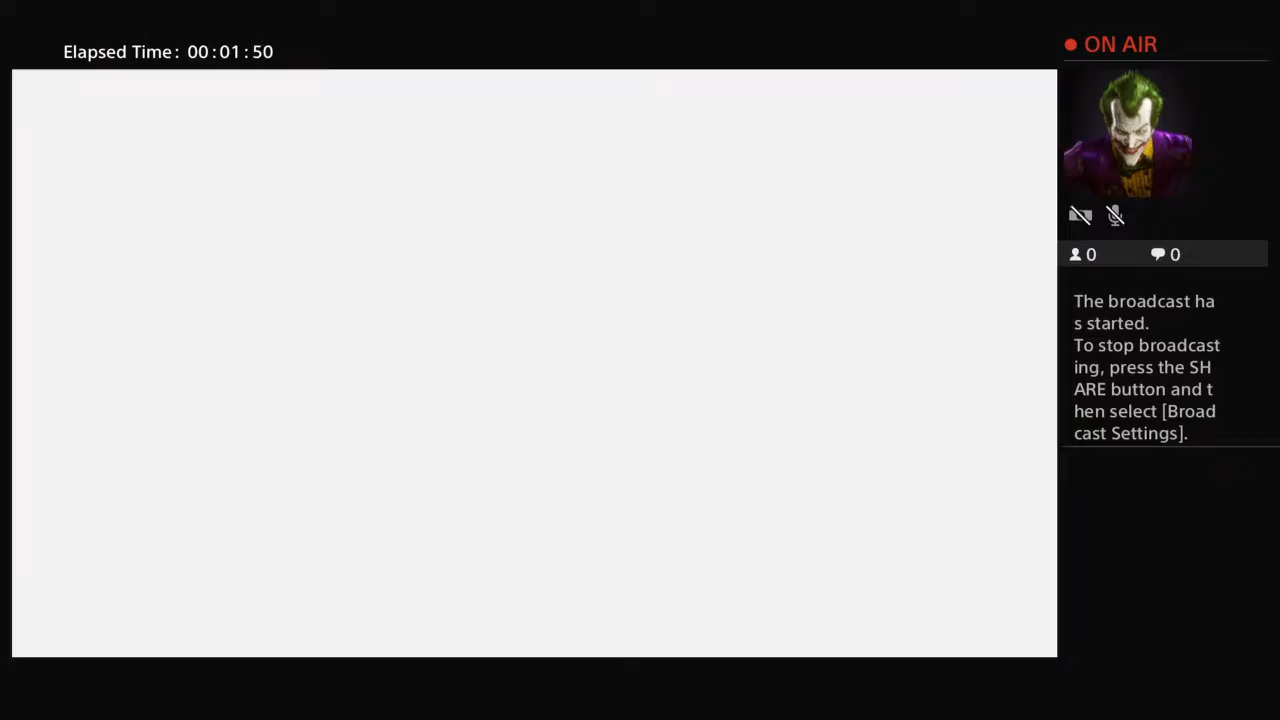 Elapsed Time: 00:01:50
ON AIR
0 0
The broadcast ha
s started.
To stop broadcast
ing, press the SH
ARE button and t
hen select [Broad
cast Settings].